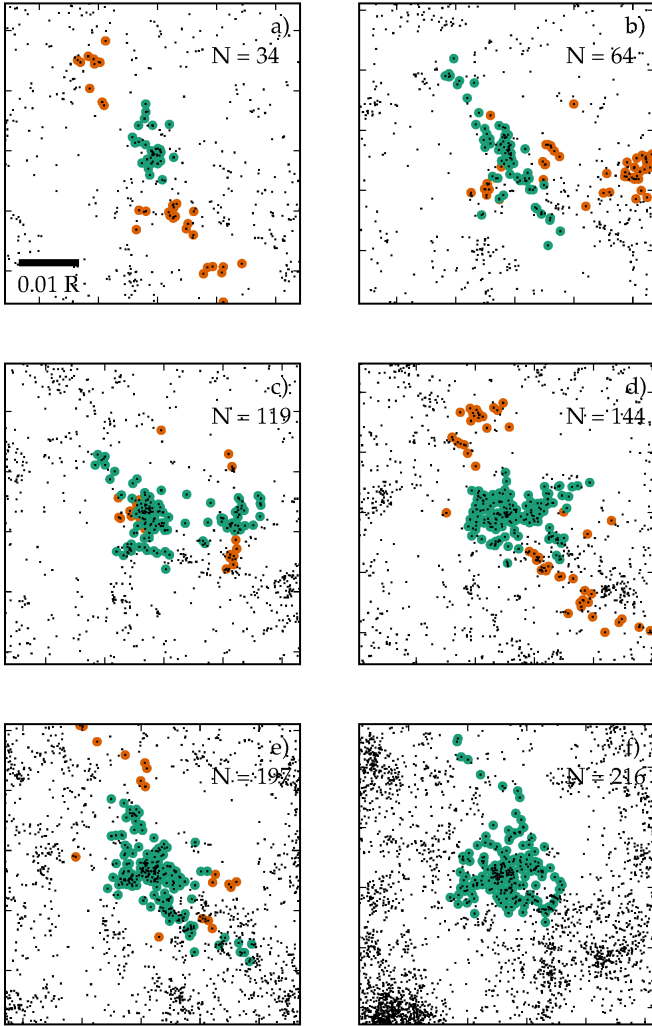 a)
N = 34
0.01 R
b)
N = 64
c)
N = 119
d)
N = 144
e)
N = 197
f)
N = 216